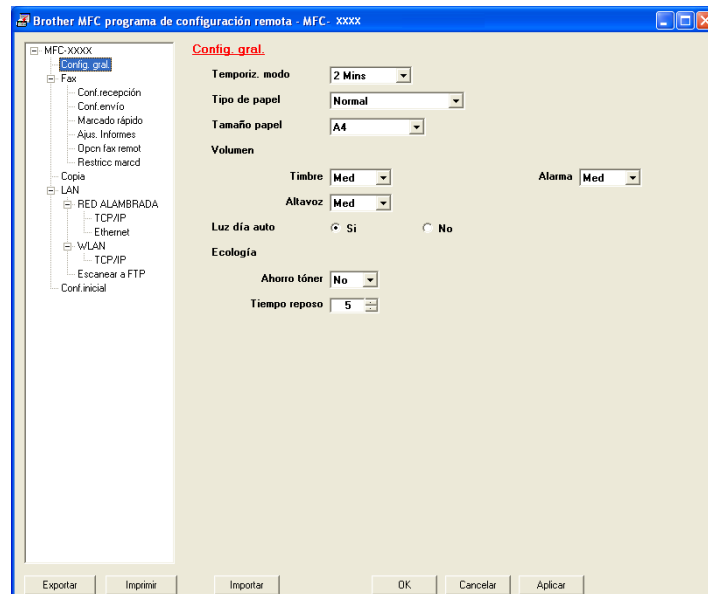 Brother MFC programa de configuración remota - MFC- XXXX
MFC-XXXX
Config. gral.
Fax
Conf.recepción
Conf.envío
Marcado rápido
Ajus. Informes
Opcn fax remot
Restricc marcd
Copia
LAN
RED ALAMBRADA
TCP/IP
Ethernet
WLAN
TCP/IP
Escanear a FTP
Conf.inicial
Config. gral.
Temporiz. modo 2 Mins
Tipo de papel Normal
Tamaño papel A4
Volumen
Timbre Med Alarma Med
Altavoz Med
Luz día auto Si No
Ecología
Ahorro tóner No
Tiempo reposo 5
Exportar Imprimir Importar OK Cancelar Aplicar